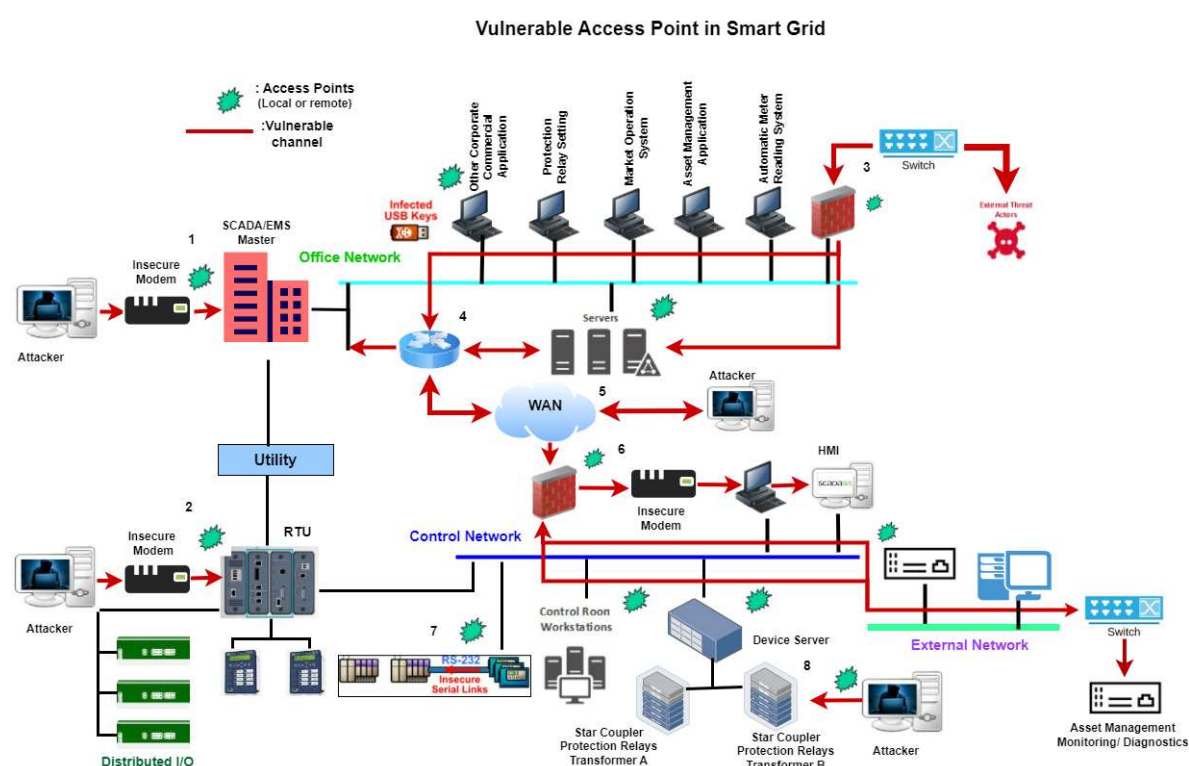 Vulnerable Access Point in Smart Grid
: Access Points
(Local or remote)
:Vulnerable
channel
Other Corporate
Commercial
Application
Protection
Relay Setting
Market Operation
System
Asset Management
Application
Automatic Meter
Reading System
3
Switch
External Threat
Actors
Infected
USB Keys
SCADA/EMS
Master
1
Insecure
Modem
Office Network
Attacker
4
Servers
Attacker
WAN
5
Utility
6
HMI
Insecure
Modem
2
Insecure
Modem
RTU
Control Network
Attacker
7
RS-232
Insecure
Serial Links
Control Roon
Workstations
Device Server
External Network
Switch
8
Star Coupler
Protection Relays
Transformer A
Star Coupler
Protection Relays
Transformer B
Attacker
Asset Management
Monitoring/ Diagnostics
Distributed I/O